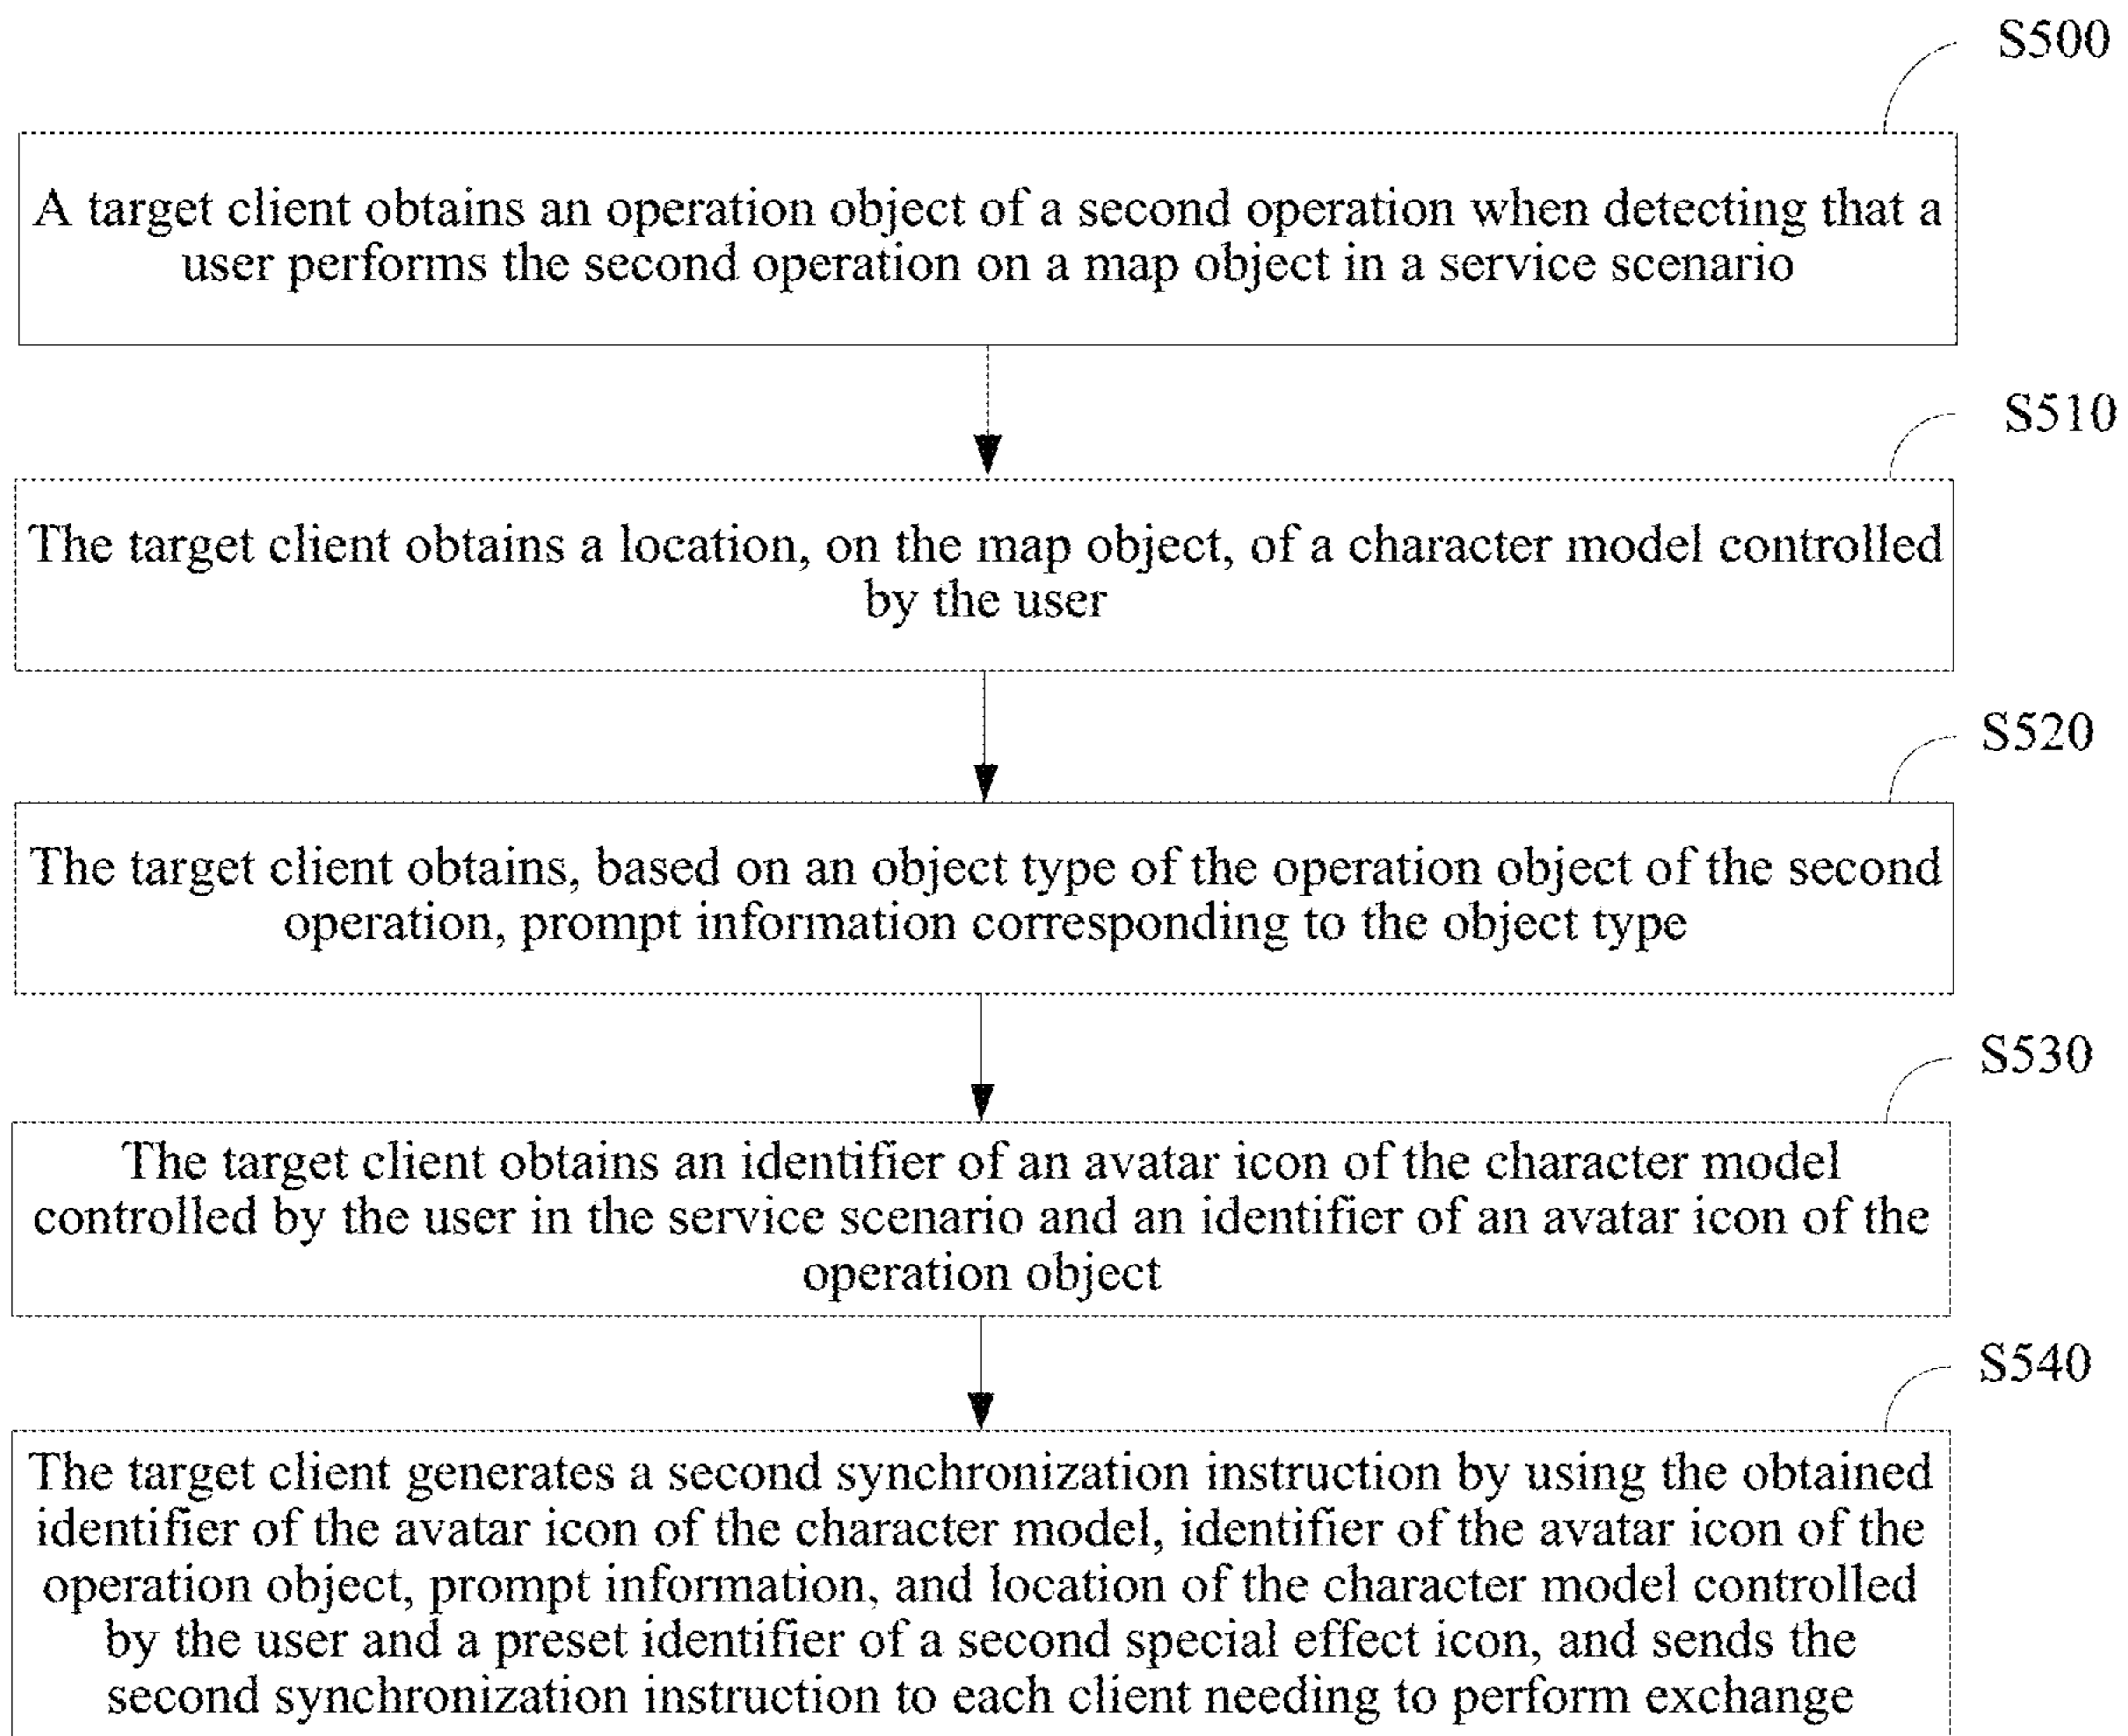 S500
A target client obtains an operation object of a second operation when detecting that a
user performs the second operation on a map object in a service scenario
S510
The target client obtains a location, on the map object, of a character model controlled
by the user
S520
The target client obtains, based on an object type of the operation object of the second
operation, prompt information corresponding to the object type
S530
The target client obtains an identifier of an avatar icon of the character model
controlled by the user in the service scenario and an identifier of an avatar icon of the
operation object
S540
The target client generates a second synchronization instruction by using the obtained
identifier of the avatar icon of the character model, identifier of the avatar icon of the
operation object, prompt information, and location of the character model controlled
by the user and a preset identifier of a second special effect icon, and sends the
second synchronization instruction to each client needing to perform exchange